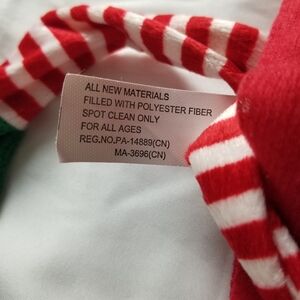 ALL NEW MATERIALS
FILLED WITH POLYESTER FIBER
SPOT CLEAN ONLY
FOR ALL AGES
REG.NO.PA-14889(CN)
MA-3696(CN)